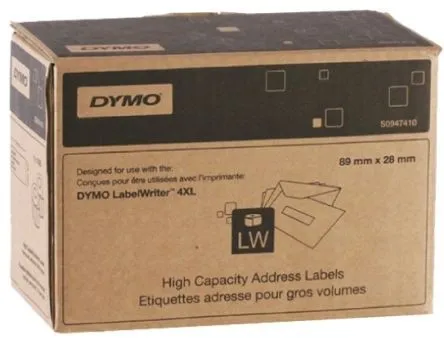 DYMO
S0947410
Designed for use with the:
Conçues pour être utilisées avec l'imprimante:
DYMO LabelWriter™ 4XL
89 mm x 28 mm
LW
High Capacity Address Labels
Etiquettes adresse pour gros volumes